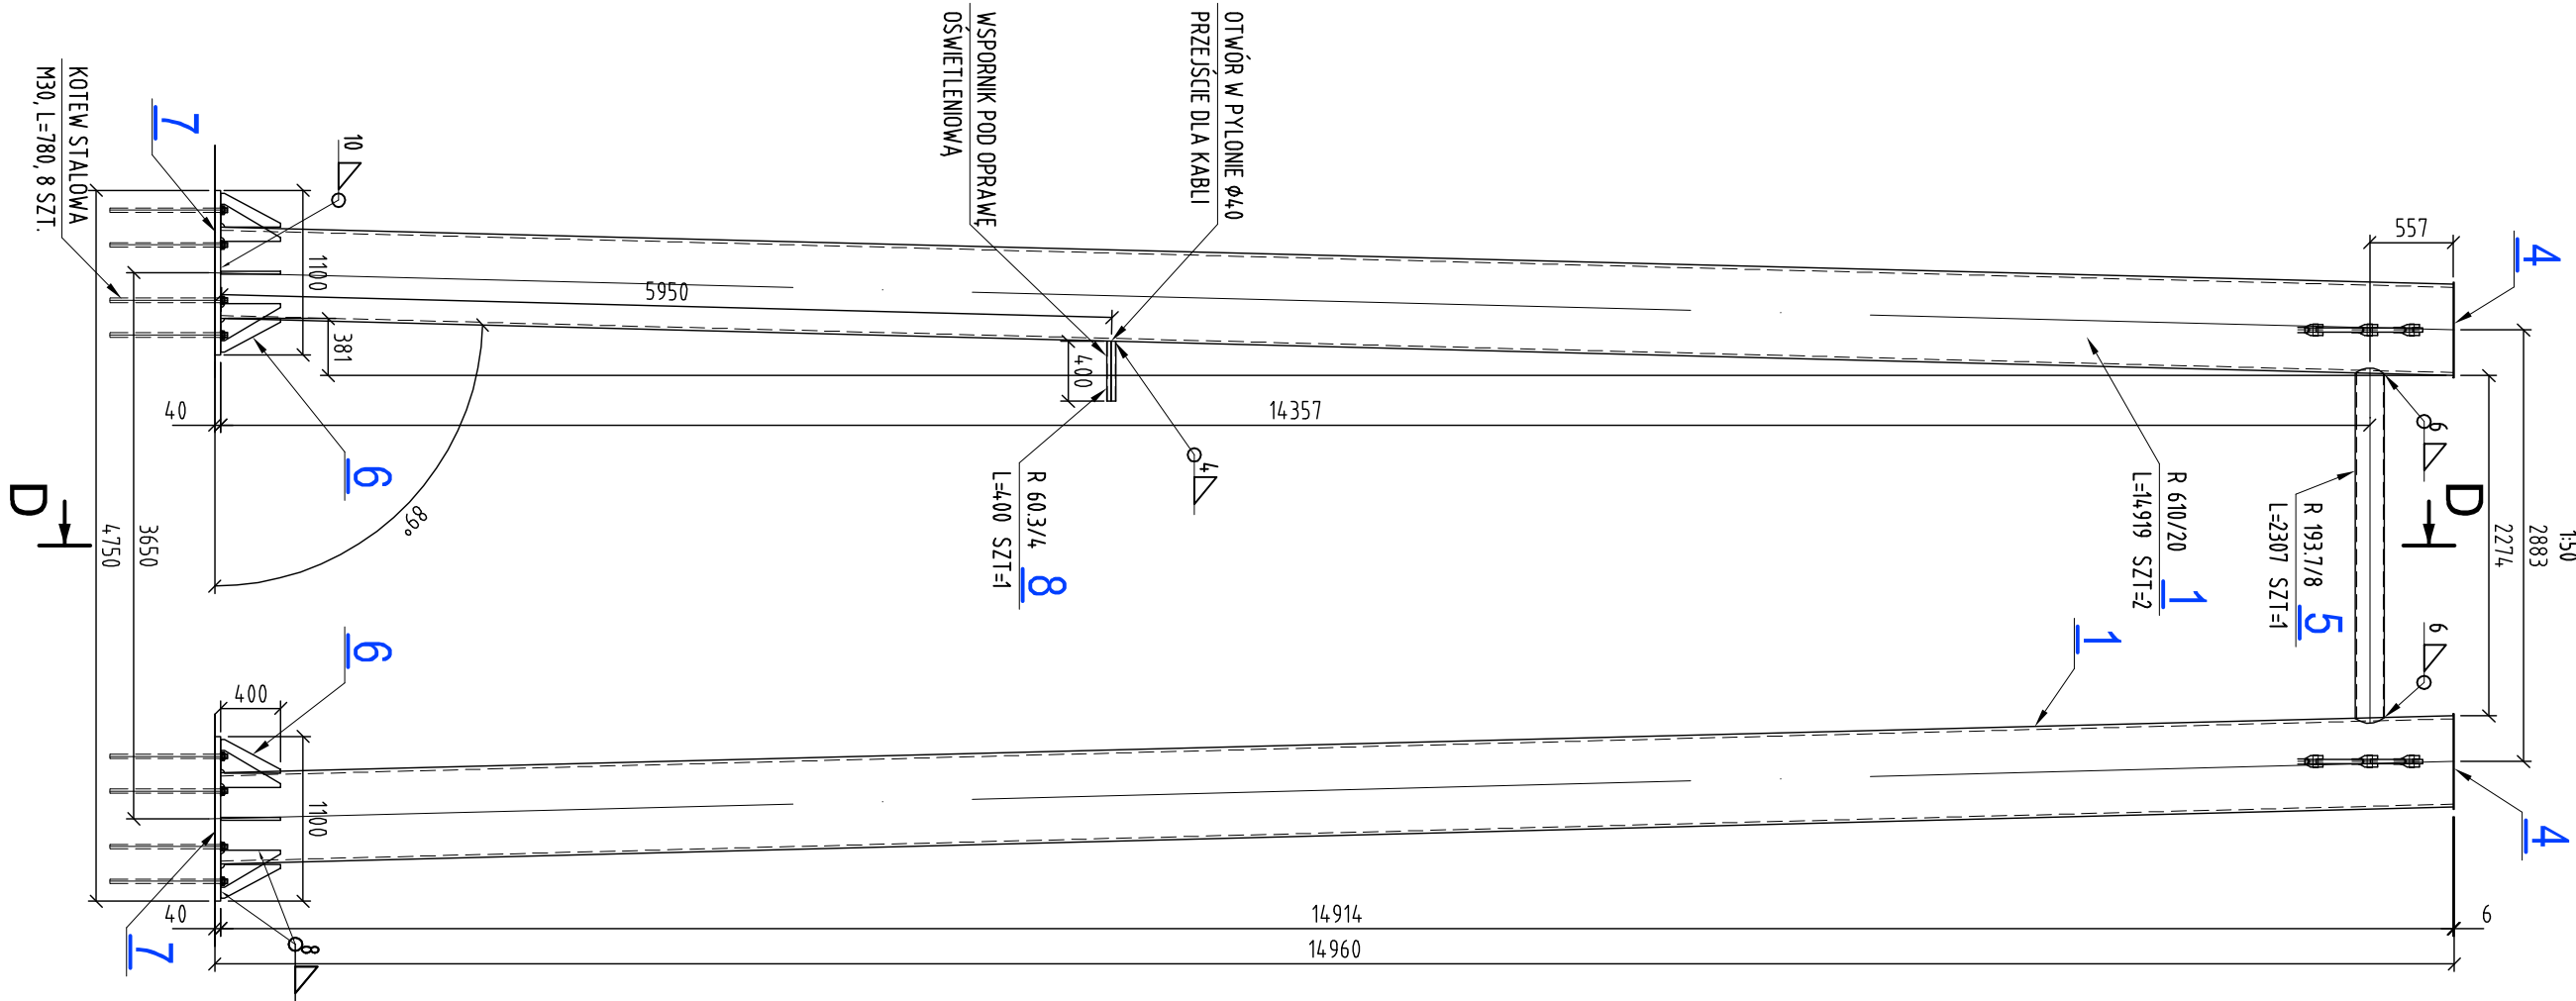 1:50
2883
2274
D
D
4
4
557
OTWÓR W PYLONIE Ø40
PRZEJŚCIE DLA KABLI
WSPORNIK POD OPRAWĘ
OŚWIETLENIOWĄ
KOTEW STALOWA
M30, L=780, 8 SZT.
7
10
1100
5950
381
400
14357
40
89°
6
4
R 60.3/4
L=400 SZT=1
8
R 610/20
L=14919 SZT=2
1
R 193.7/8
L=2307 SZT=1
5
6
6
1
3650
4750
6
400
1100
40
7
8
14914
14960
6